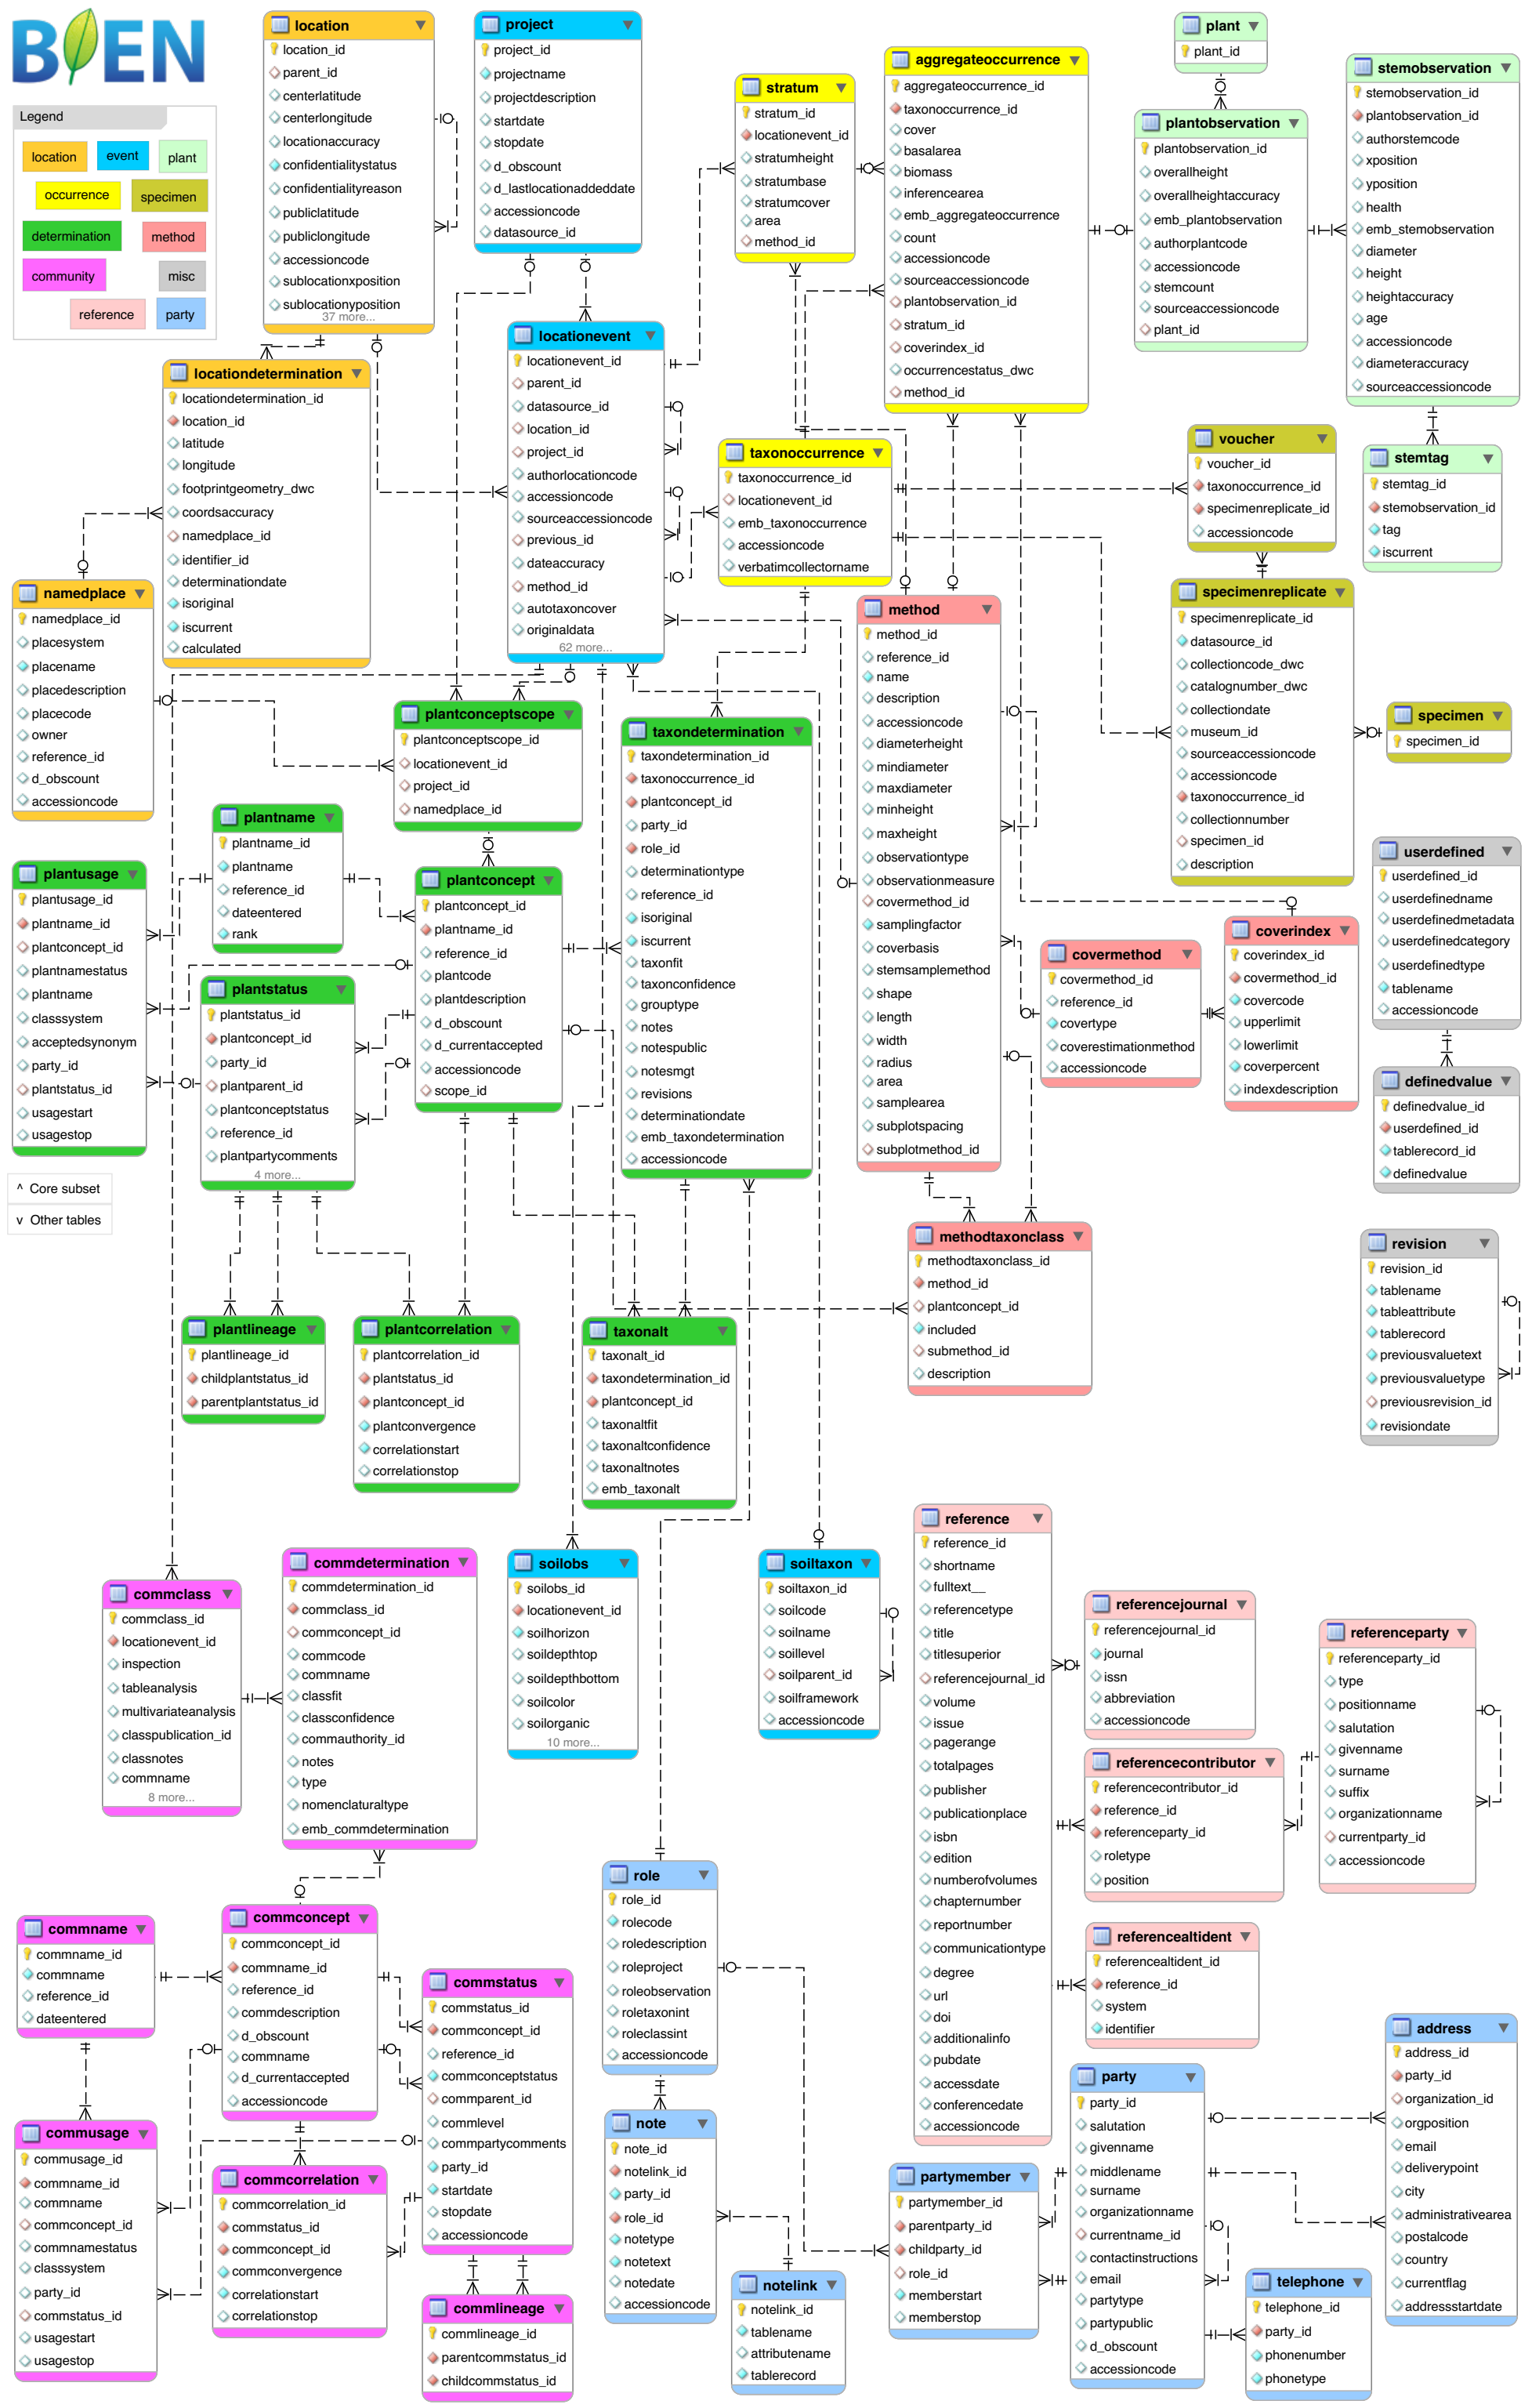 BIEN
Legend
location
event
plant
occurrence
specimen
determination
method
community
misc
reference
party
location
location_id
parent_id
centerlatitude
centerlongitude
locationaccuracy
confidentialitystatus
confidentialityreason
publiclatitude
publiclongitude
accessioncode
sublocationxposition
sublocationyposition
37 more...
project
project_id
projectname
projectdescription
startdate
stopdate
d_obscount
d_lastlocationaddeddate
accessioncode
datasource_id
stratum
stratum_id
locationevent_id
stratumheight
stratumbase
stratumcover
area
method_id
aggregateoccurrence
aggregateoccurrence_id
taxonoccurrence_id
cover
basalarea
biomass
inferencearea
emb_aggregateoccurrence
count
accessioncode
sourceaccessioncode
plantobservation_id
stratum_id
coverindex_id
occurrencestatus_dwc
method_id
plant
plant_id
plantobservation
plantobservation_id
overallheight
overallheightaccuracy
emb_plantobservation
authorplantcode
accessioncode
stemcount
sourceaccessioncode
plant_id
stemobservation
stemobservation_id
plantobservation_id
authorstemcode
xposition
yposition
health
emb_stemobservation
diameter
height
heightaccuracy
age
accessioncode
diameteraccuracy
sourceaccessioncode
locationdetermination
locationdetermination_id
location_id
latitude
longitude
footprintgeometry_dwc
coordsaccuracy
namedplace_id
identifier_id
determinationdate
isoriginal
iscurrent
calculated
locationevent
locationevent_id
parent_id
datasource_id
location_id
project_id
authorlocationcode
accessioncode
sourceaccessioncode
previous_id
dateaccuracy
method_id
autotaxoncover
originaldata
62 more...
taxonoccurrence
taxonoccurrence_id
locationevent_id
emb_taxonoccurrence
accessioncode
verbatimcollectorname
voucher
voucher_id
taxonoccurrence_id
specimenreplicate_id
accessioncode
stemtag
stemtag_id
stemobservation_id
tag
iscurrent
namedplace
namedplace_id
placesystem
placename
placedescription
placecode
owner
reference_id
d_obscount
accessioncode
method
method_id
reference_id
name
description
accessioncode
diameterheight
mindiameter
maxdiameter
minheight
maxheight
observationtype
observationmeasure
covermethod_id
samplingfactor
coverbasis
stemsamplemethod
shape
length
width
radius
area
samplearea
subplotspacing
subplotmethod_id
specimenreplicate
specimenreplicate_id
datasource_id
collectioncode_dwc
catalognumber_dwc
collectiondate
museum_id
sourceaccessioncode
accessioncode
taxonoccurrence_id
collectionnumber
specimen_id
description
specimen
specimen_id
plantconceptscope
plantconceptscope_id
locationevent_id
project_id
namedplace_id
taxondetermination
taxondetermination_id
taxonoccurrence_id
plantconcept_id
party_id
role_id
determinationtype
reference_id
isoriginal
iscurrent
taxonfit
taxonconfidence
grouptype
notes
notespublic
notesmgt
revisions
determinationdate
emb_taxondetermination
accessioncode
plantname
plantname_id
plantname
reference_id
dateentered
rank
plantusage
plantusage_id
plantname_id
plantconcept_id
plantnamestatus
plantname
classsystem
acceptedsynonym
party_id
plantstatus_id
usagestart
usagestop
plantconcept
plantconcept_id
plantname_id
reference_id
plantcode
plantdescription
d_obscount
d_currentaccepted
accessioncode
scope_id
plantstatus
plantstatus_id
plantconcept_id
party_id
plantparent_id
plantconceptstatus
reference_id
plantpartycomments
4 more...
userdefined
userdefined_id
userdefinedname
userdefinedmetadata
userdefinedcategory
userdefinedtype
tablename
accessioncode
covermethod
covermethod_id
reference_id
covertype
coverestimationmethod
accessioncode
coverindex
coverindex_id
covermethod_id
covercode
upperlimit
lowerlimit
coverpercent
indexdescription
definedvalue
definedvalue_id
userdefined_id
tablerecord_id
definedvalue
^ Core subset
v Other tables
methodtaxonclass
methodtaxonclass_id
method_id
plantconcept_id
included
submethod_id
description
revision
revision_id
tablename
tableattribute
tablerecord
previousvaluetext
previousvaluetype
previousrevision_id
revisiondate
plantlineage
plantlineage_id
childplantstatus_id
parentplantstatus_id
plantcorrelation
plantcorrelation_id
plantstatus_id
plantconcept_id
plantconvergence
correlationstart
correlationstop
taxonalt
taxonalt_id
taxondetermination_id
plantconcept_id
taxonaltfit
taxonaltconfidence
taxonaltnotes
emb_taxonalt
commclass
commclass_id
locationevent_id
inspection
tableanalysis
multivariateanalysis
classpublication_id
classnotes
commname
8 more...
commdetermination
commdetermination_id
commclass_id
commconcept_id
commcode
commname
classfit
classconfidence
commauthority_id
notes
type
nomenclaturaltype
emb_commdetermination
soilobs
soilobs_id
locationevent_id
soilhorizon
soildepthtop
soildepthbottom
soilcolor
soilorganic
10 more...
soiltaxon
soiltaxon_id
soilcode
soilname
soillevel
soilparent_id
soilframework
accessioncode
reference
reference_id
shortname
fulltext__
referencetype
title
titlesuperior
referencejournal_id
volume
issue
pagerange
totalpages
publisher
publicationplace
isbn
edition
numberofvolumes
chapternumber
reportnumber
communicationtype
degree
url
doi
additionalinfo
pubdate
accessdate
conferencedate
accessioncode
referencejournal
referencejournal_id
journal
issn
abbreviation
accessioncode
referenceparty
referenceparty_id
type
positionname
salutation
givenname
surname
suffix
organizationname
currentparty_id
accessioncode
referencecontributor
referencecontributor_id
reference_id
referenceparty_id
roletype
position
referencealtident
referencealtident_id
reference_id
system
identifier
role
role_id
rolecode
roledescription
roleproject
roleobservation
roletaxonint
roleclassint
accessioncode
commname
commname_id
commname
reference_id
dateentered
commconcept
commconcept_id
commname_id
reference_id
commdescription
d_obscount
commname
d_currentaccepted
accessioncode
commstatus
commstatus_id
commconcept_id
reference_id
commconceptstatus
commparent_id
commlevel
commpartycomments
party_id
startdate
stopdate
accessioncode
commusage
commusage_id
commname_id
commname
commconcept_id
commnamestatus
classsystem
party_id
commstatus_id
usagestart
usagestop
commcorrelation
commcorrelation_id
commstatus_id
commconcept_id
commconvergence
correlationstart
correlationstop
commlineage
commlineage_id
parentcommstatus_id
childcommstatus_id
note
note_id
notelink_id
party_id
role_id
notetype
notetext
notedate
accessioncode
notelink
notelink_id
tablename
attributename
tablerecord
partymember
partymember_id
parentparty_id
childparty_id
role_id
memberstart
memberstop
party
party_id
salutation
givenname
middlename
surname
organizationname
currentname_id
contactinstructions
email
partytype
partypublic
d_obscount
accessioncode
address
address_id
party_id
organization_id
orgposition
email
deliverypoint
city
administrativearea
postalcode
country
currentflag
addressstartdate
telephone
telephone_id
party_id
phonenumber
phonetype